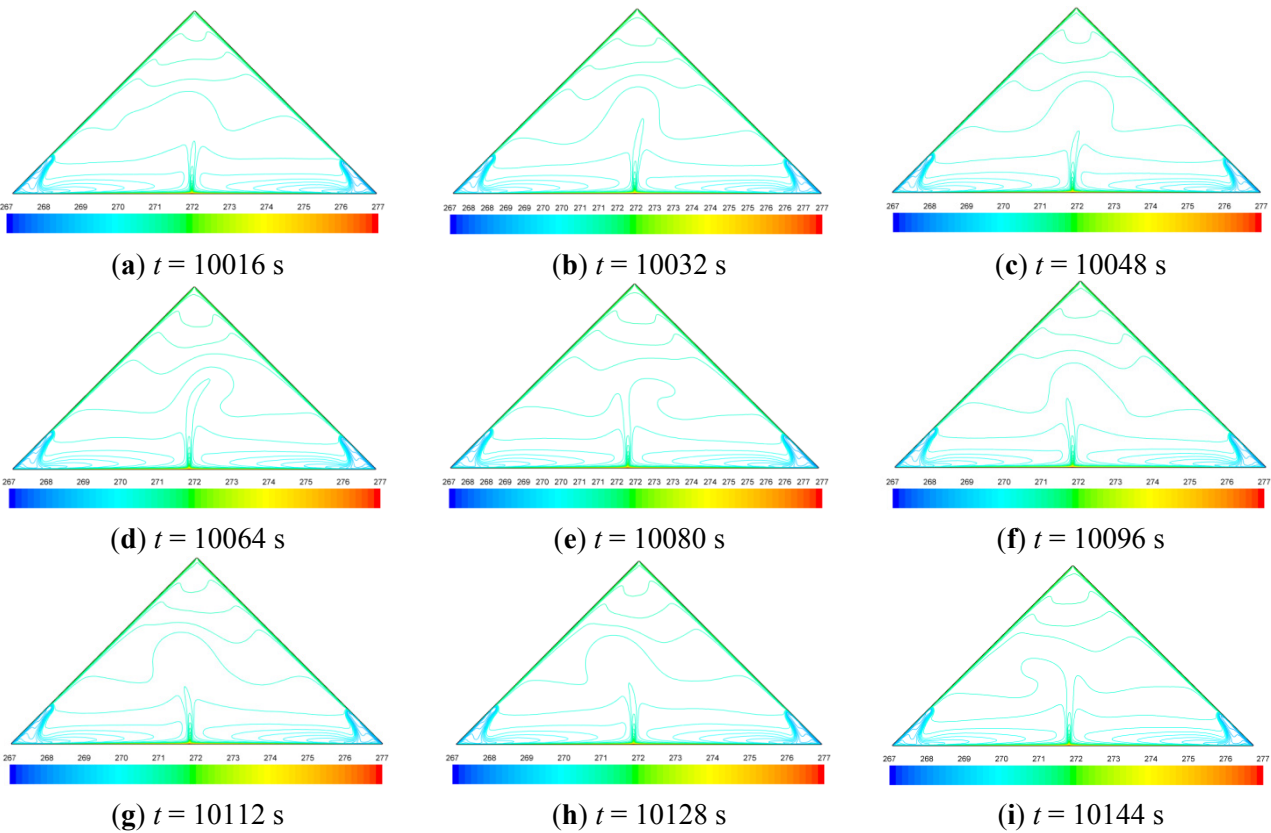 267 268 269 270 271 272 273 274 275 276 277
267 268 268 269 269 270 270 271 271 272 272 273 274 274 275 275 276 276 277 277
267 268 269 270 271 272 273 274 275 276 277
(a) t = 10016 s
(b) t = 10032 s
(c) t = 10048 s
267 268 269 270 271 272 273 274 275 276 277
267 268 268 269 269 270 270 271 271 272 272 273 274 274 275 275 276 276 277 277
267 268 269 270 271 272 273 274 275 276 277
(d) t = 10064 s
(e) t = 10080 s
(f) t = 10096 s
267 268 269 270 271 272 273 274 275 276 277
267 268 269 270 271 272 273 274 275 276 277
267 268 269 270 271 272 273 274 275 276 277
(g) t = 10112 s
(h) t = 10128 s
(i) t = 10144 s